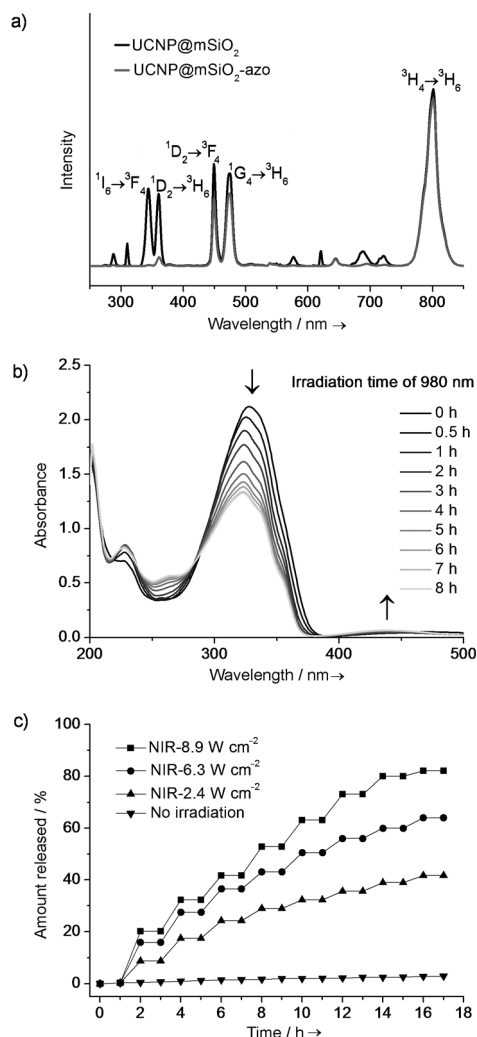 a)
UCNP@mSiO₂
UCNP@mSiO₂-azo
³H₄→³H₆
¹D₂→³F₄
¹I₆→³F₄
¹D₂→³H₆
¹G₄→³H₆
Intensity
300 400 500 600 700 800
Wavelength / nm →
b)
Irradiation time of 980 nm
0 h
0.5 h
1 h
2 h
3 h
4 h
5 h
6 h
7 h
8 h
↓
↑
2.5
2.0
1.5
1.0
0.5
0.0
Absorbance
200 300 400 500
Wavelength / nm→
c)
NIR-8.9 W cm⁻²
NIR-6.3 W cm⁻²
NIR-2.4 W cm⁻²
No irradiation
100
80
60
40
20
0
Amount released / %
0 2 4 6 8 10 12 14 16 18
Time / h →